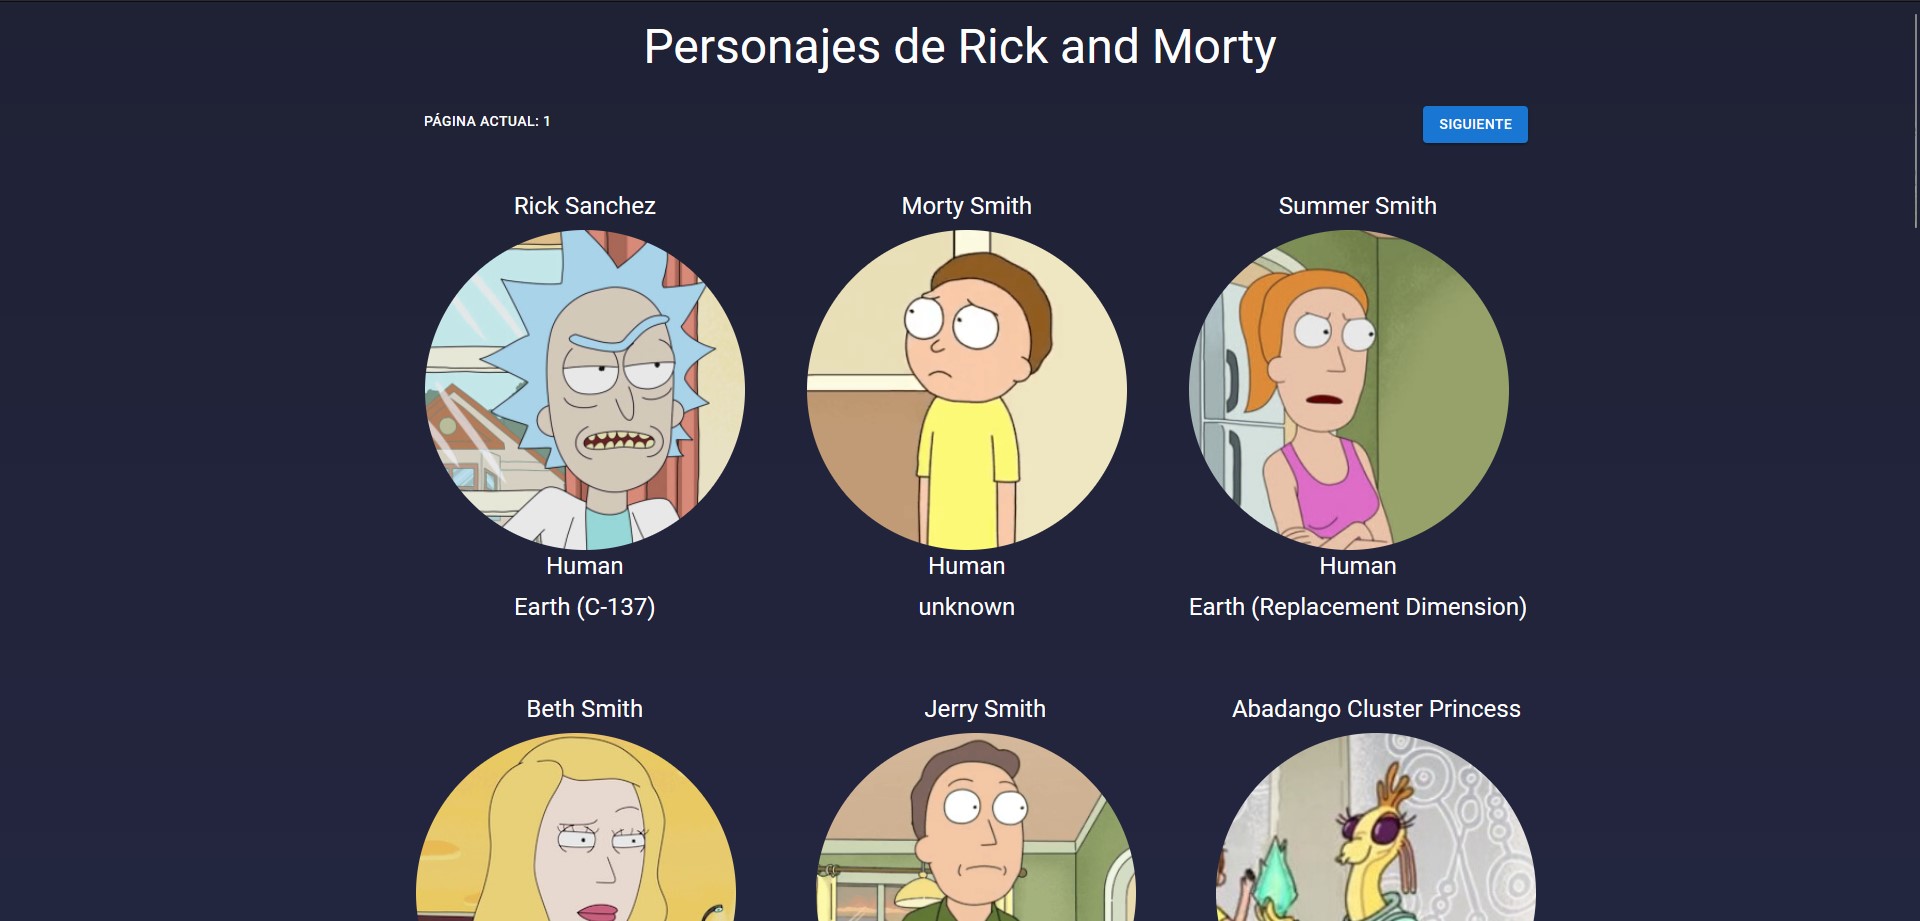 Personajes de Rick and Morty
PÁGINA ACTUAL: 1
SIGUIENTE
Rick Sanchez
Morty Smith
Summer Smith
Human
Human
Human
Earth (C-137)
unknown
Earth (Replacement Dimension)
Beth Smith
Jerry Smith
Abadango Cluster Princess